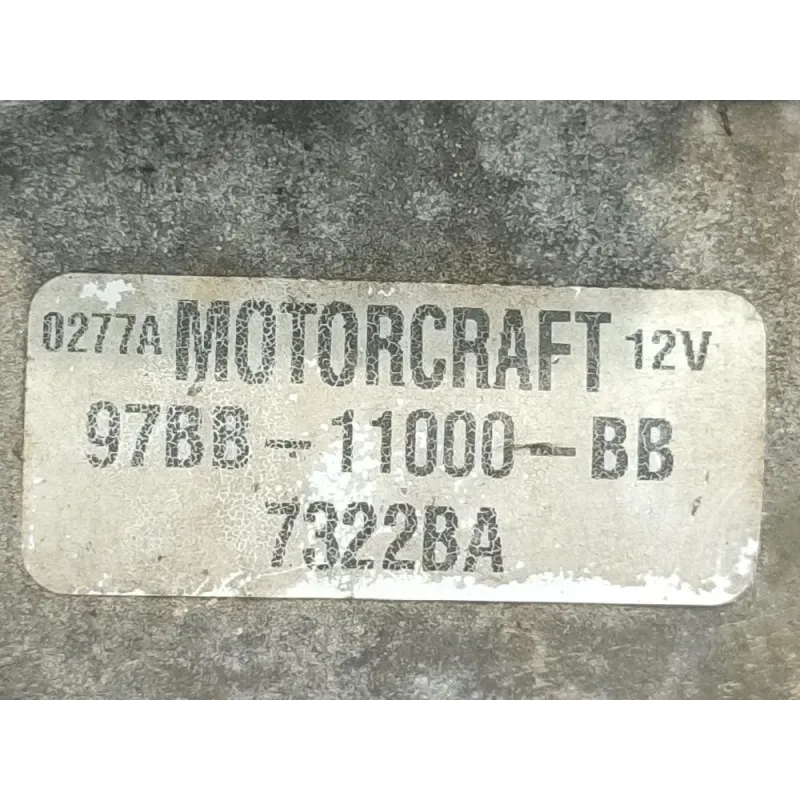 0277A MOTORCRAFT 12V
97BB-11000-BB
7322BA